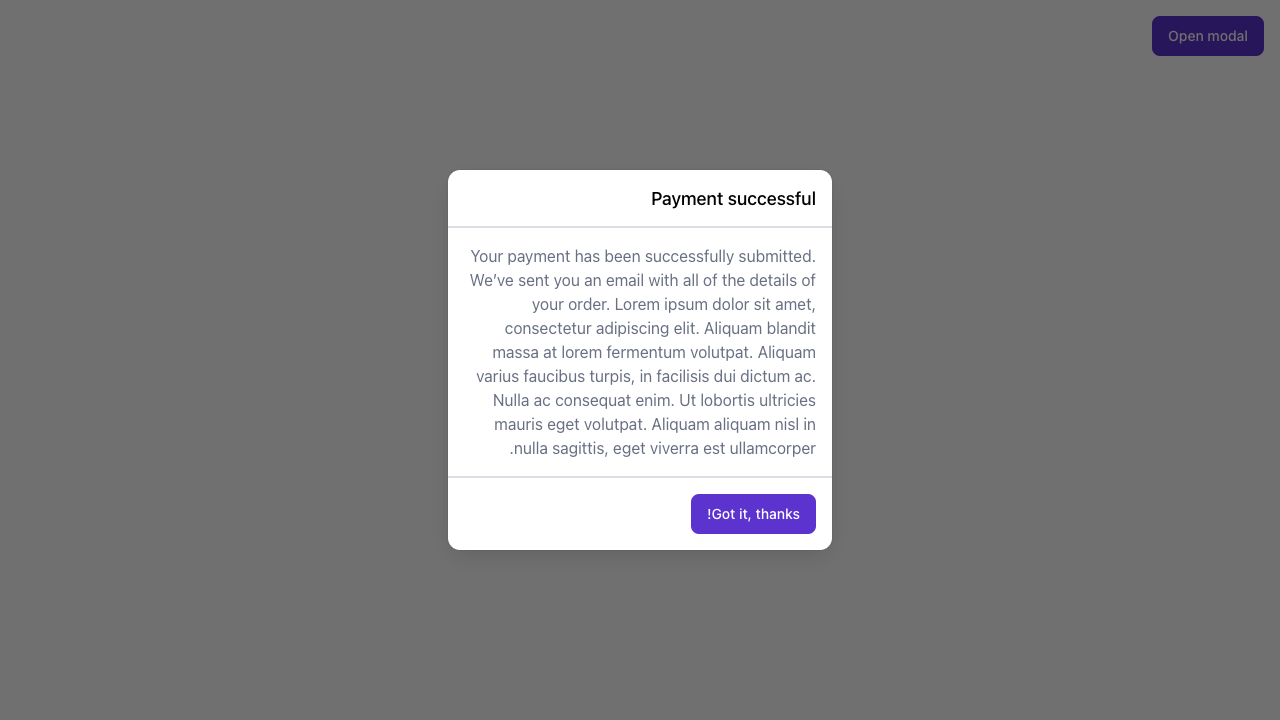 Open modal
Payment successful
Your payment has been successfully submitted.
We’ve sent you an email with all of the details of
your order. Lorem ipsum dolor sit amet,
consectetur adipiscing elit. Aliquam blandit
massa at lorem fermentum volutpat. Aliquam
varius faucibus turpis, in facilisis dui dictum ac.
Nulla ac consequat enim. Ut lobortis ultricies
mauris eget volutpat. Aliquam aliquam nisl in
.nulla sagittis, eget viverra est ullamcorper
!Got it, thanks